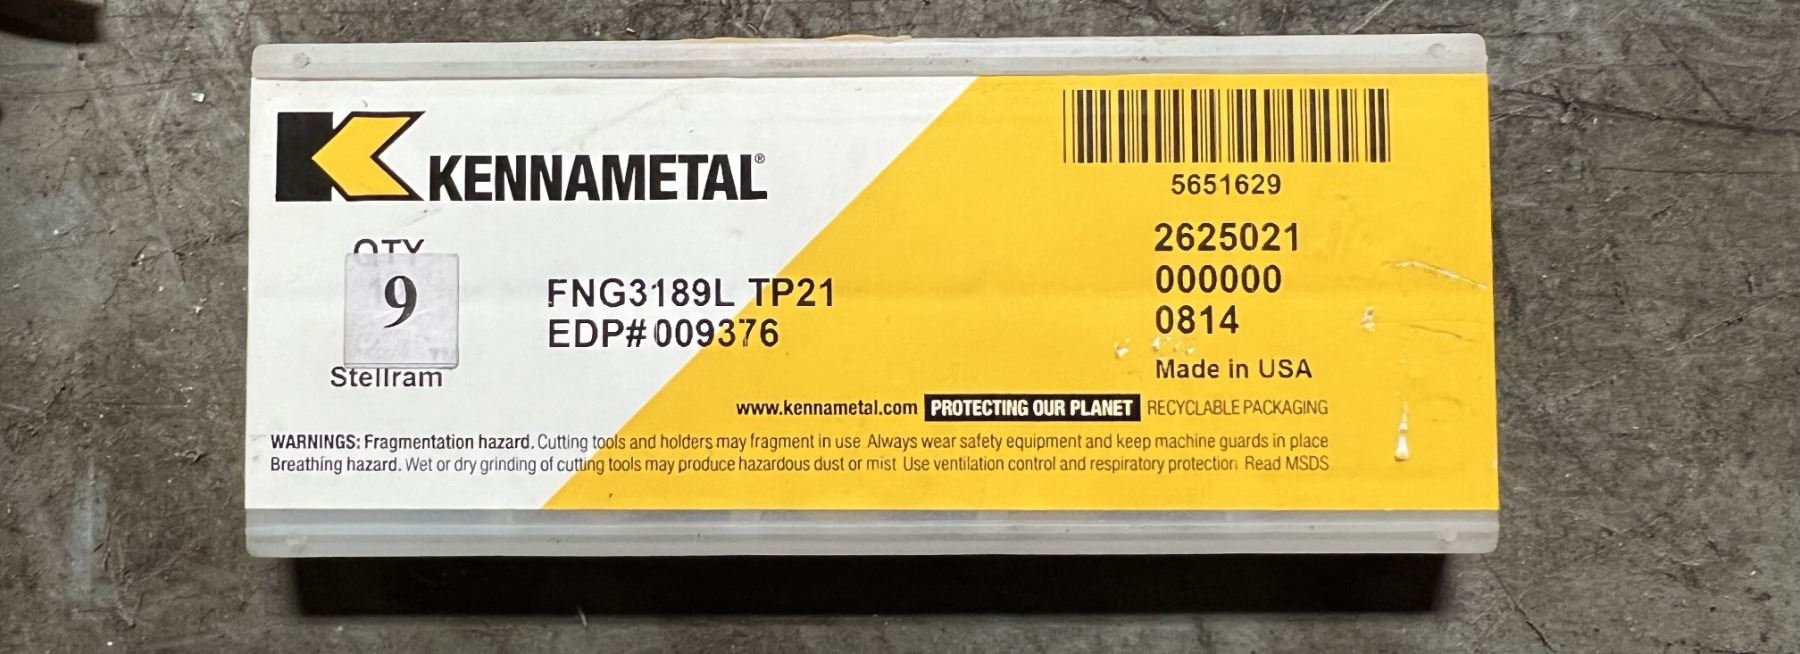 KENNAMETAL®
5651629
QTY
9
Stellram
FNG3189L TP21
EDP#009376
2625021
000000
0814
Made in USA
www.kennametal.com PROTECTING OUR PLANET RECYCLABLE PACKAGING
WARNINGS: Fragmentation hazard. Cutting tools and holders may fragment in use Always wear safety equipment and keep machine guards in place
Breathing hazard. Wet or dry grinding of cutting tools may produce hazardous dust or mist Use ventilation control and respiratory protection Read MSDS